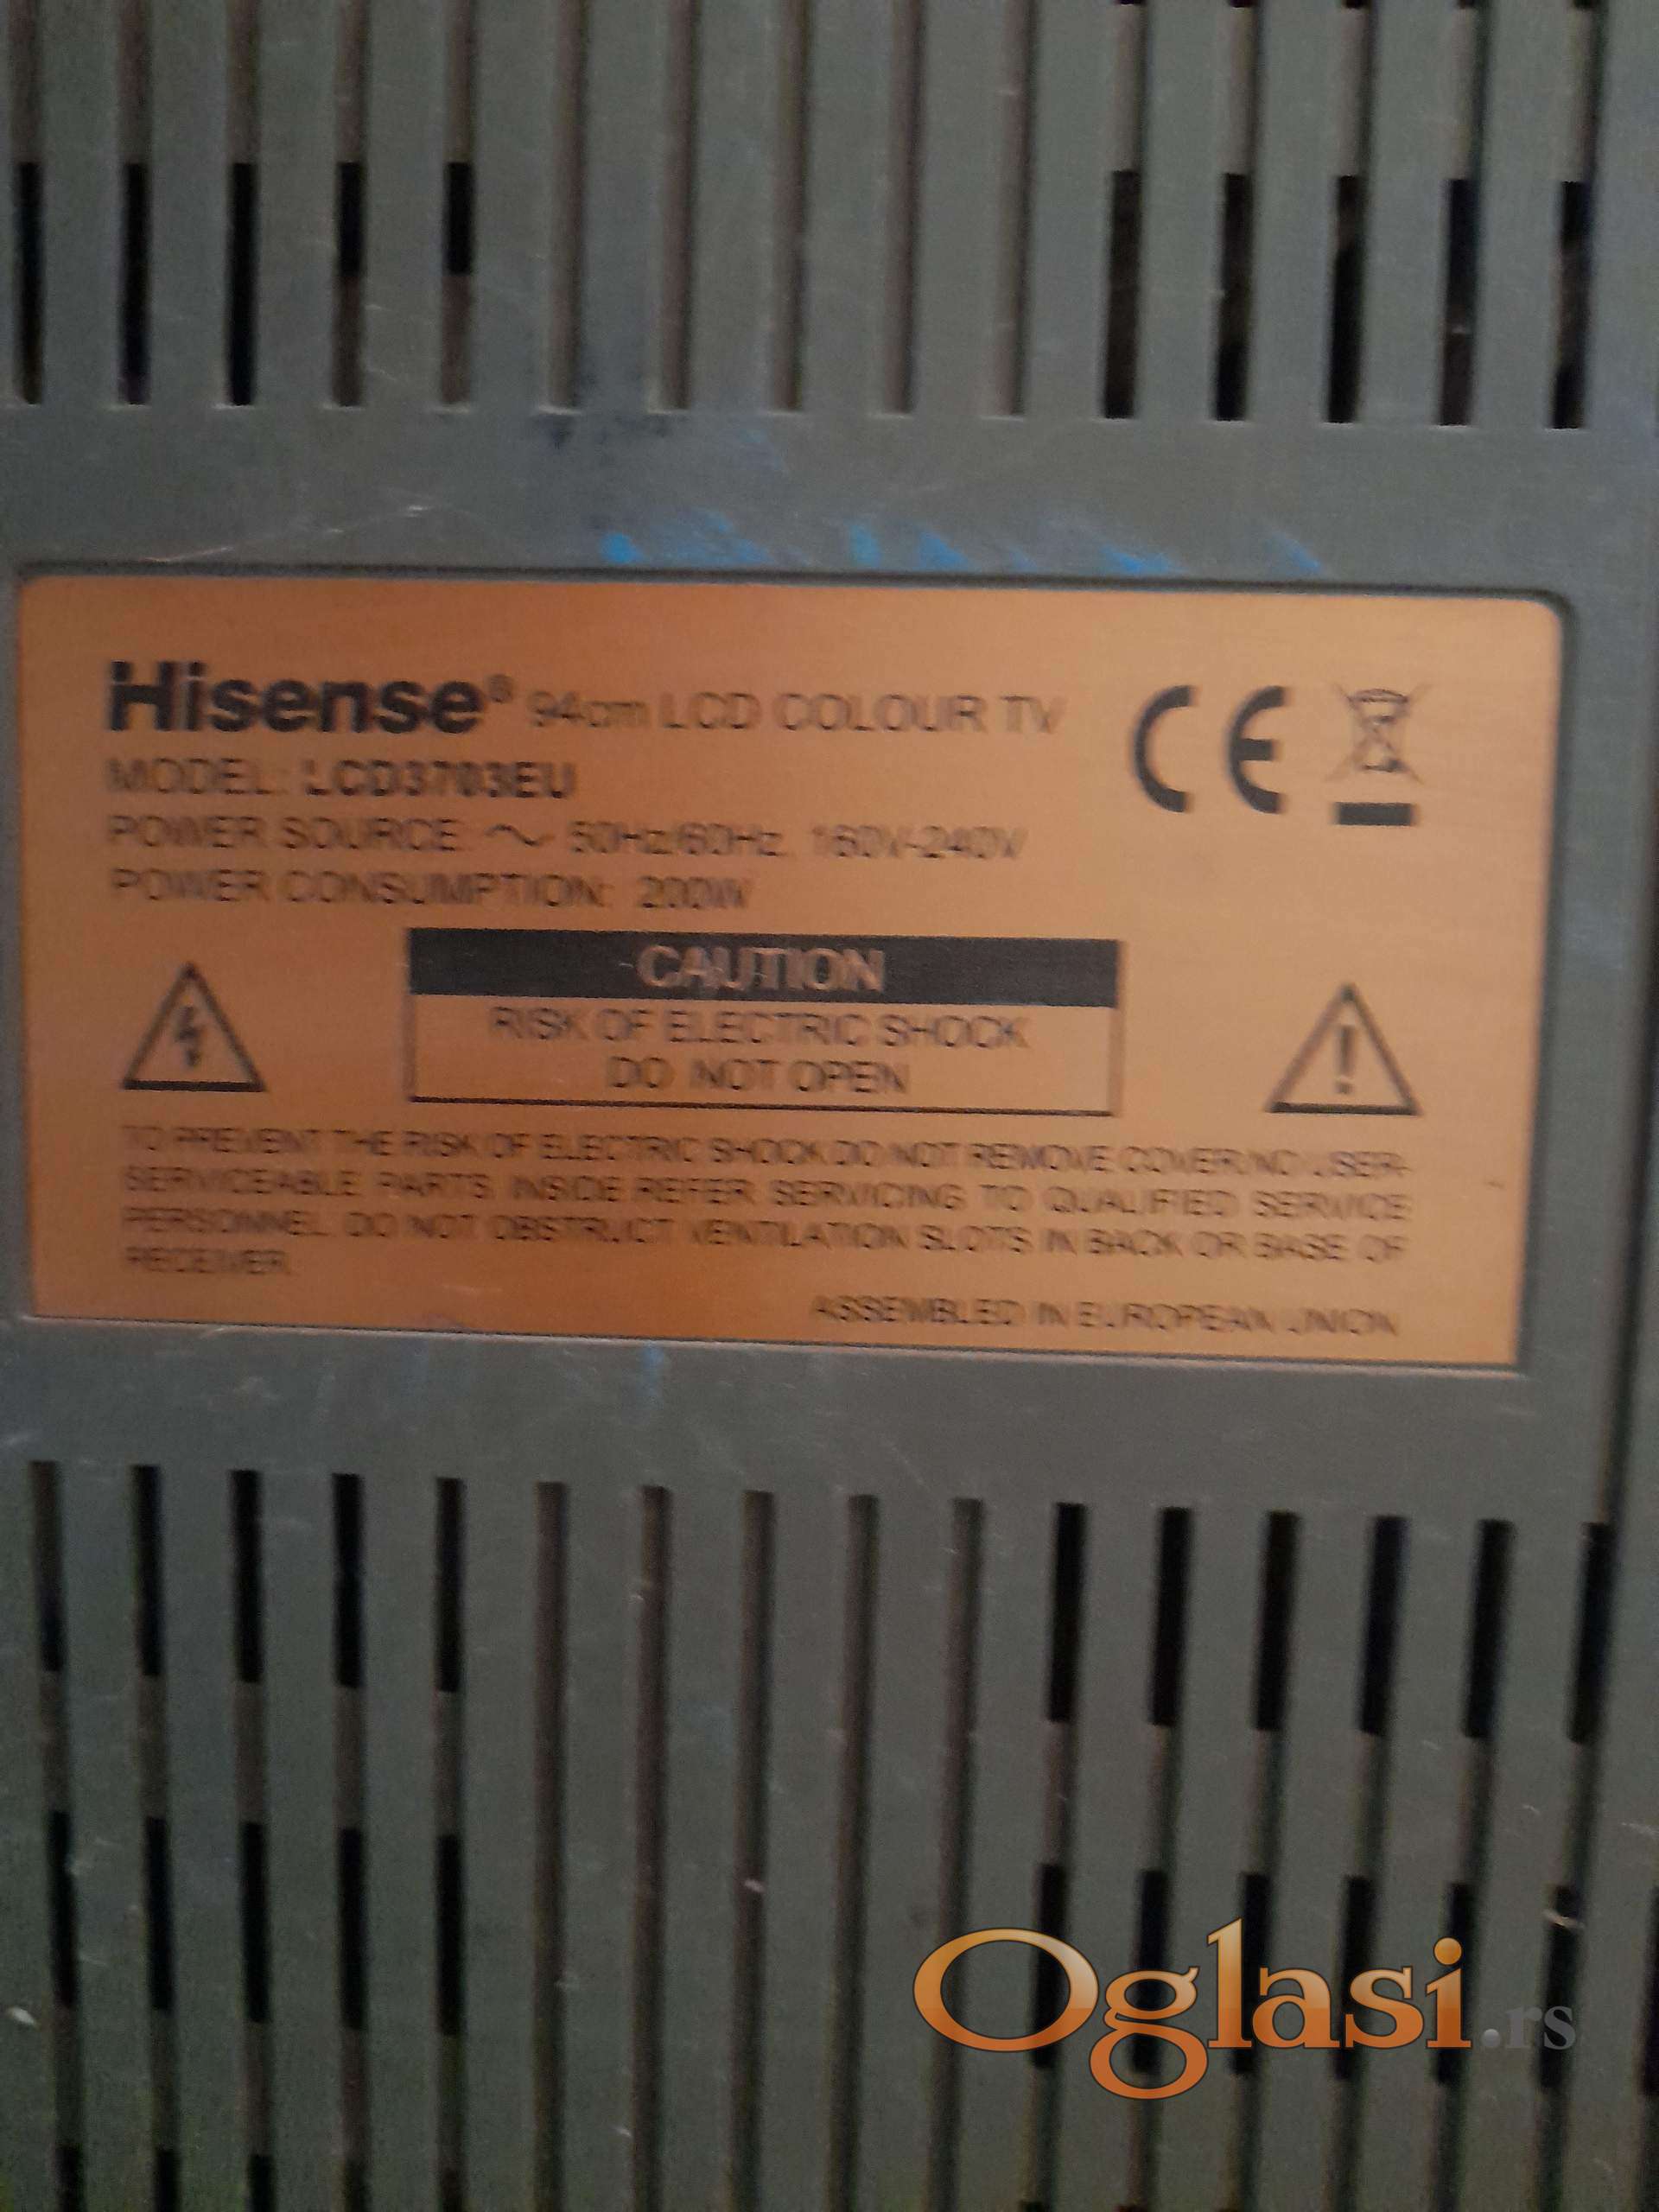 Hisense® 94cm LCD COLOUR TV
MODEL: LCD3703EU
POWER SOURCE: ~ 50Hz/60Hz, 160V-240V
POWER CONSUMPTION: 200W
CE
CAUTION
RISK OF ELECTRIC SHOCK
DO NOT OPEN
TO PREVENT THE RISK OF ELECTRIC SHOCK DO NOT REMOVE COVER/NO USER-
SERVICEABLE PARTS INSIDE REFER SERVICING TO QUALIFIED SERVICE
PERSONNEL. DO NOT OBSTRUCT VENTILATION SLOTS IN BACK OR BASE OF
RECEIVER.
ASSEMBLED IN EUROPEAN UNION
Oglasi.rs